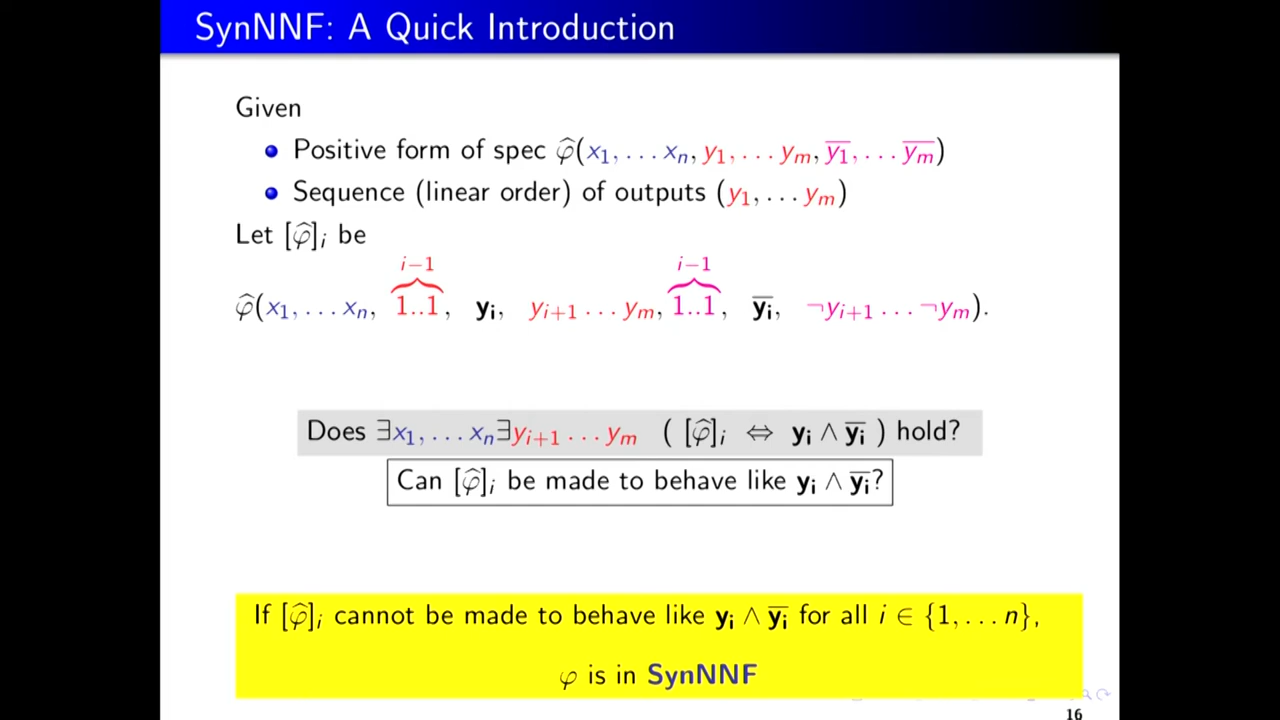 SynNNF: A Quick Introduction
Given
• Positive form of spec φ̂(x₁, . . . xₙ, y₁, . . . yₘ, y̅₁, . . . y̅ₘ)
• Sequence (linear order) of outputs (y₁, . . . yₘ)
Let [φ̂]ᵢ be
i−1 i−1
φ̂(x₁, . . . xₙ, 1..1, yᵢ, yᵢ₊₁ . . . yₘ, 1..1, y̅ᵢ, ¬yᵢ₊₁ . . . ¬yₘ).
Does ∃x₁, . . . xₙ∃yᵢ₊₁ . . . yₘ ( [φ̂]ᵢ ⇔ yᵢ ∧ y̅ᵢ ) hold?
Can [φ̂]ᵢ be made to behave like yᵢ ∧ y̅ᵢ?
If [φ̂]ᵢ cannot be made to behave like yᵢ ∧ y̅ᵢ for all i ∈ {1, . . . n},
φ is in SynNNF
16